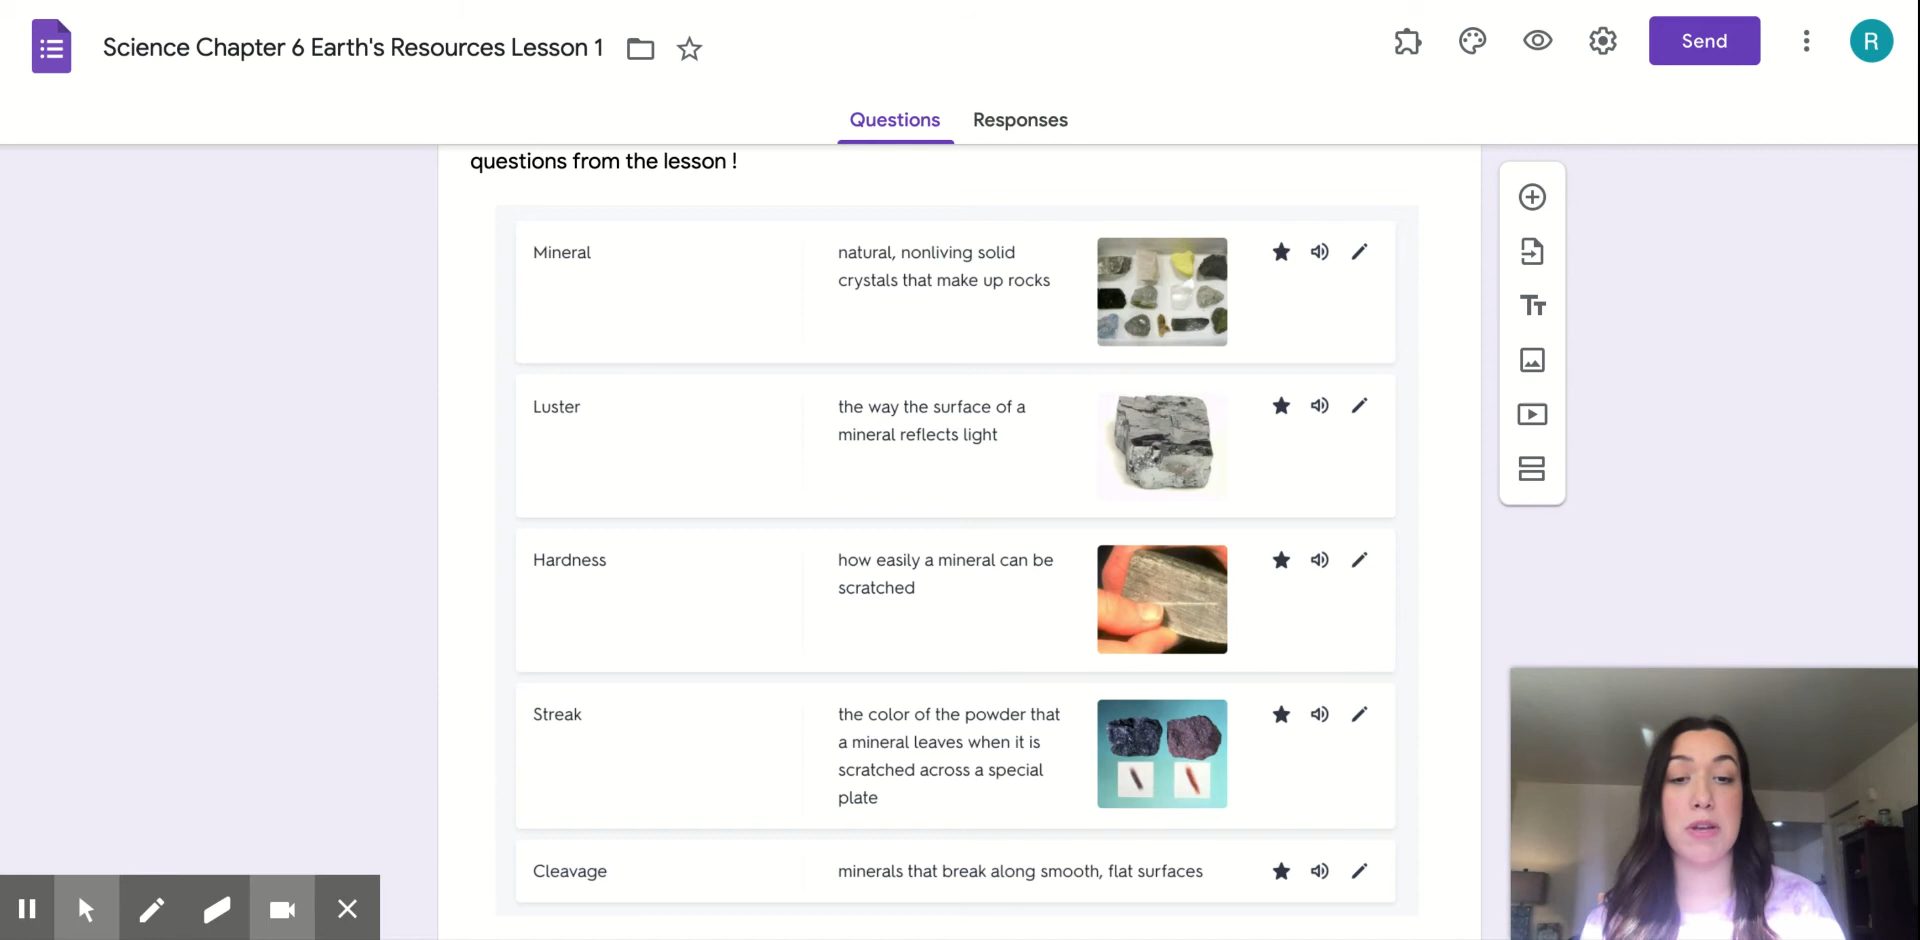 Science Chapter 6 Earth's Resources Lesson 1
Send
R
Questions
Responses
questions from the lesson !
Mineral
natural, nonliving solid
crystals that make up rocks
Luster
the way the surface of a
mineral reflects light
Hardness
how easily a mineral can be
scratched
Streak
the color of the powder that
a mineral leaves when it is
scratched across a special
plate
Cleavage
minerals that break along smooth, flat surfaces
Tт